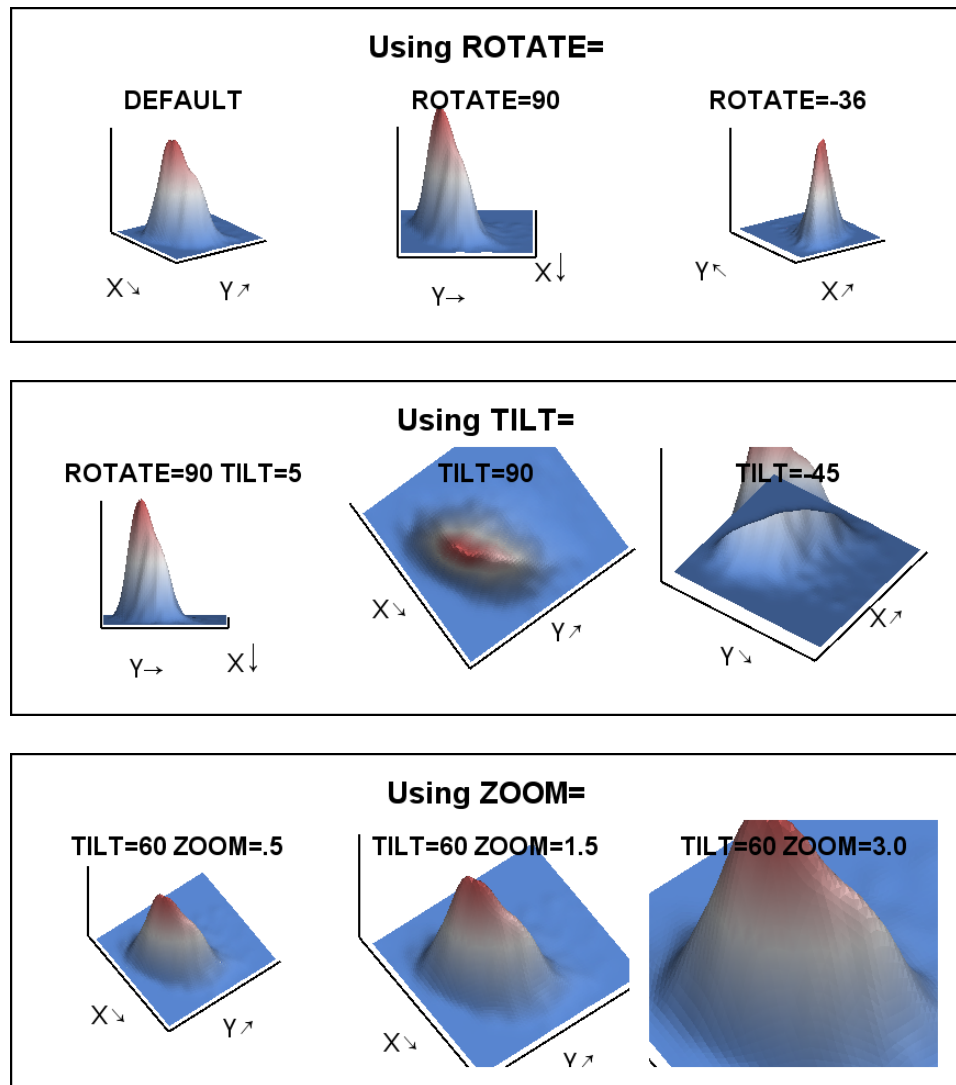 Using ROTATE=
DEFAULT ROTATE=90 ROTATE=-36
X↘ Y↗ Y→ X↓ Y↖ X↗
Using TILT=
ROTATE=90 TILT=5 TILT=90 TILT=-45
Y→ X↓ X↘ Y↗ Y↘ X↗
Using ZOOM=
TILT=60 ZOOM=.5 TILT=60 ZOOM=1.5 TILT=60 ZOOM=3.0
X↘ Y↗ X↘ Y↗